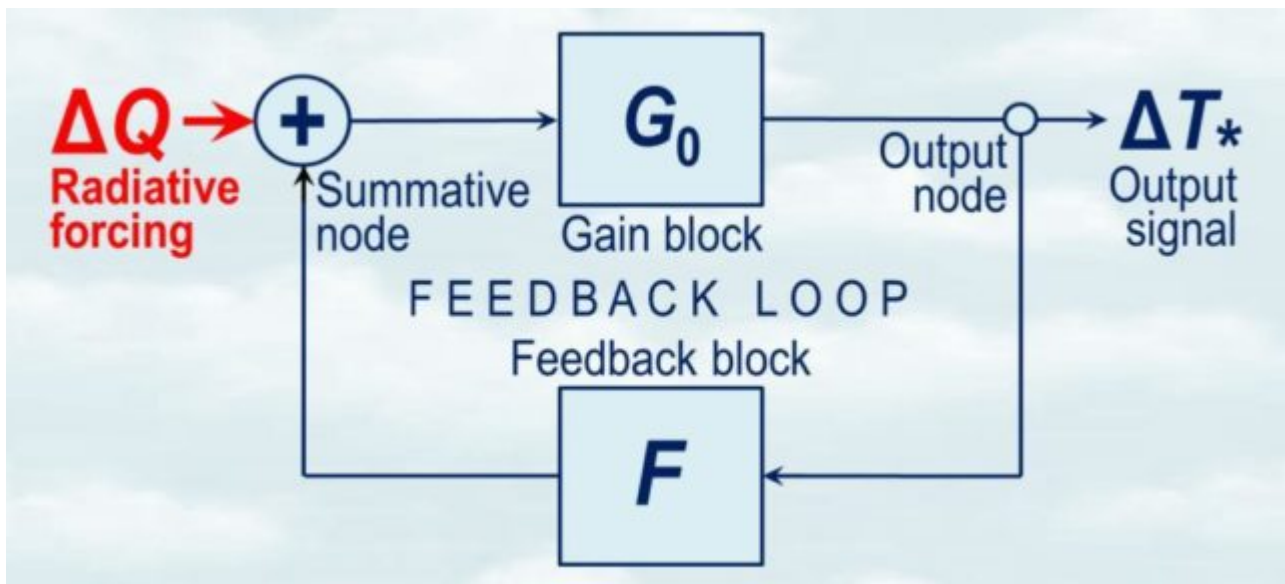 ΔQ
Radiative
forcing
+
Summative
node
G₀
Gain block
Output
node
ΔT*
Output
signal
FEEDBACK LOOP
Feedback block
F